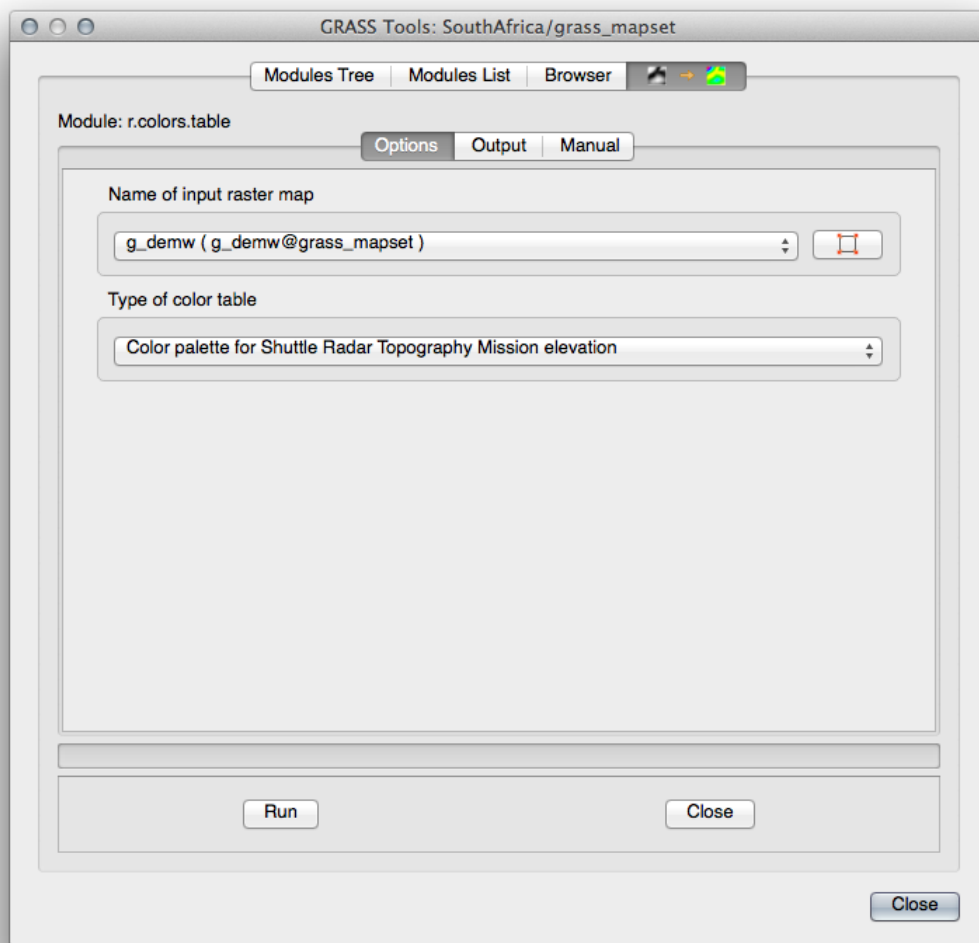 GRASS Tools: SouthAfrica/grass_mapset
Modules Tree Modules List Browser
Module: r.colors.table
Options Output Manual
Name of input raster map
g_demw ( g_demw@grass_mapset )
Type of color table
Color palette for Shuttle Radar Topography Mission elevation
Run Close
Close